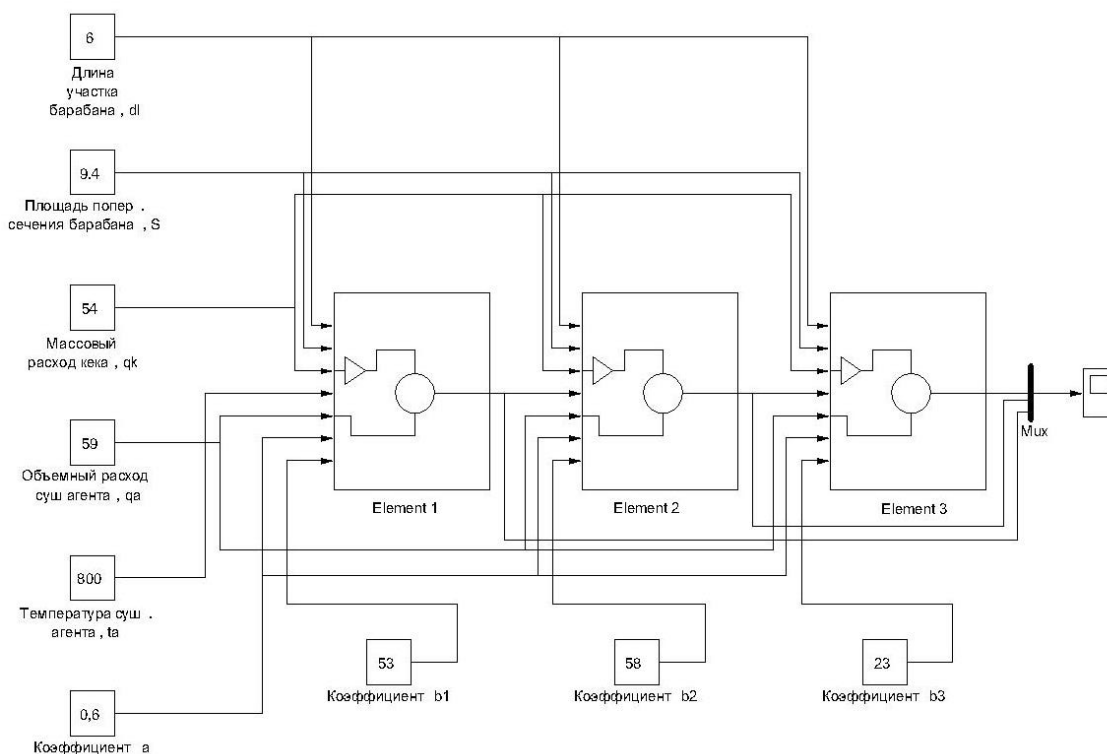 6
Длина
участка
барабана , dl
9.4
Площадь попер .
сечения барабана , S
54
Массовый
расход кека , qk
59
Объемный расход
суш агента , qa
800
Температура суш .
агента , ta
0,6
Коэффициент a
Element 1
Element 2
Element 3
Mux
53
Коэффициент b1
58
Коэффициент b2
23
Коэффициент b3